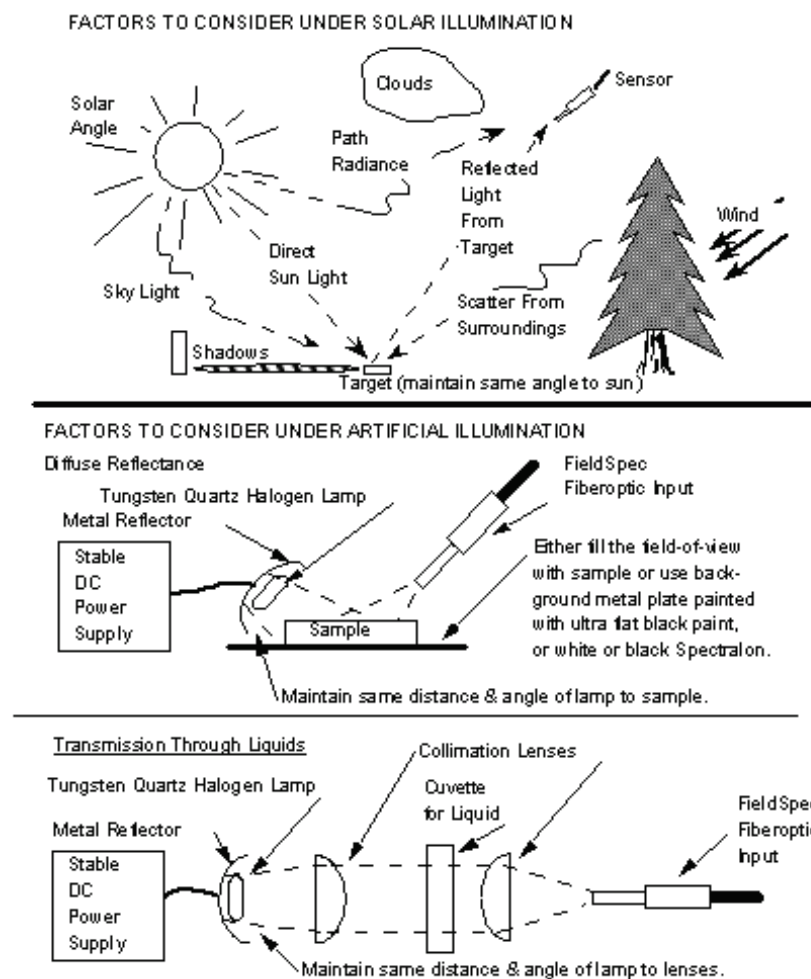 FACTORS TO CONSIDER UNDER SOLAR ILLUMINATION
Solar
Angle
Clouds
Sensor
Path
Radiance
Reflected
Light
From
Target
Wind
Direct
Sun Light
Sky Light
Scatter From
Surroundings
Shadows
Target (maintain same angle to sun)
FACTORS TO CONSIDER UNDER ARTIFICIAL ILLUMINATION
Diffuse Reflectance
Tungsten Quartz Halogen Lamp
Metal Reflector
Stable
DC
Power
Supply
Sample
FieldSpec
Fiberoptic Input
Either fill the field-of-view
with sample or use back-
ground metal plate painted
with ultra flat black paint,
or white or black Spectralon.
Maintain same distance & angle of lamp to sample.
Transmission Through Liquids
Tungsten Quartz Halogen Lamp
Metal Reflector
Stable
DC
Power
Supply
Collimation Lenses
Cuvette
for Liquid
FieldSpec
Fiberoptic
Input
Maintain same distance & angle of lamp to lenses.